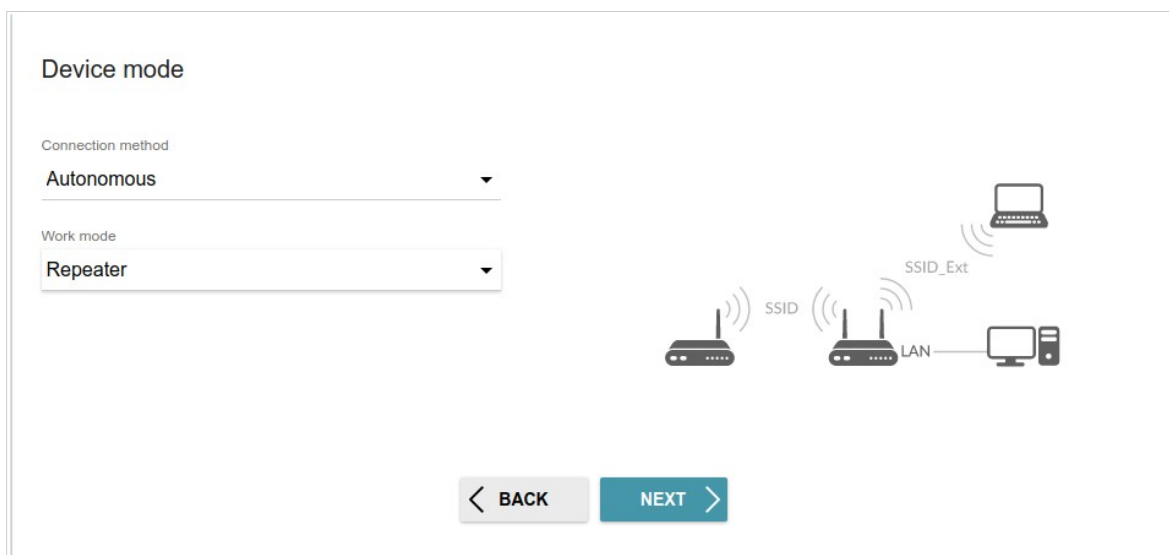 Device mode
Connection method
Autonomous
Work mode
Repeater
SSID_Ext
SSID
LAN
BACK
NEXT